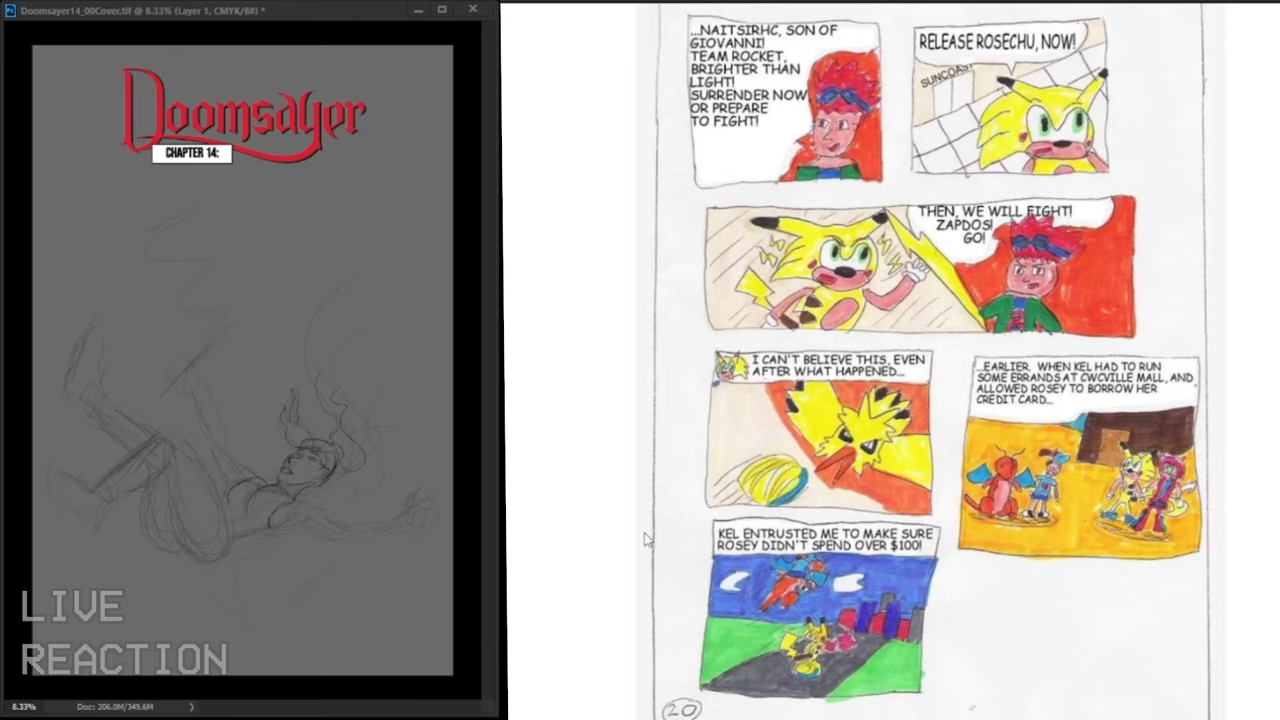 Doomsayer14_00Cover.tif @ 8.33% (Layer 1, CMYK/8#) *
Doomsayer
CHAPTER 14:
LIVE
REACTION
8.33%
Doc: 206.0M/349.6M
...NAITSIRHC, SON OF
GIOVANNI!
TEAM ROCKET,
BRIGHTER THAN
LIGHT!
SURRENDER NOW
OR PREPARE
TO FIGHT!
RELEASE ROSECHU, NOW!
SUNCOAST
THEN, WE WILL FIGHT!
ZAPDOS!
GO!
I CAN'T BELIEVE THIS, EVEN
AFTER WHAT HAPPENED...
...EARLIER. WHEN KEL HAD TO RUN
SOME ERRANDS AT CWCVILLE MALL, AND
ALLOWED ROSEY TO BORROW HER
CREDIT CARD...
KEL ENTRUSTED ME TO MAKE SURE
ROSEY DIDN'T SPEND OVER $100!
20